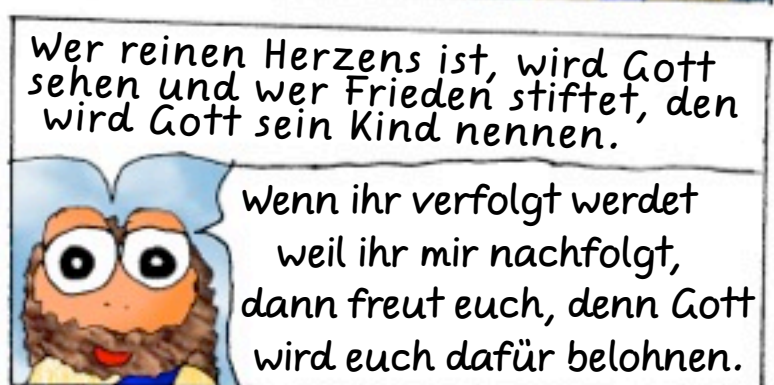 Wer reinen Herzens ist, wird Gott
sehen und wer Frieden stiftet, den
wird Gott sein Kind nennen.
Wenn ihr verfolgt werdet
weil ihr mir nachfolgt,
dann freut euch, denn Gott
wird euch dafür belohnen.